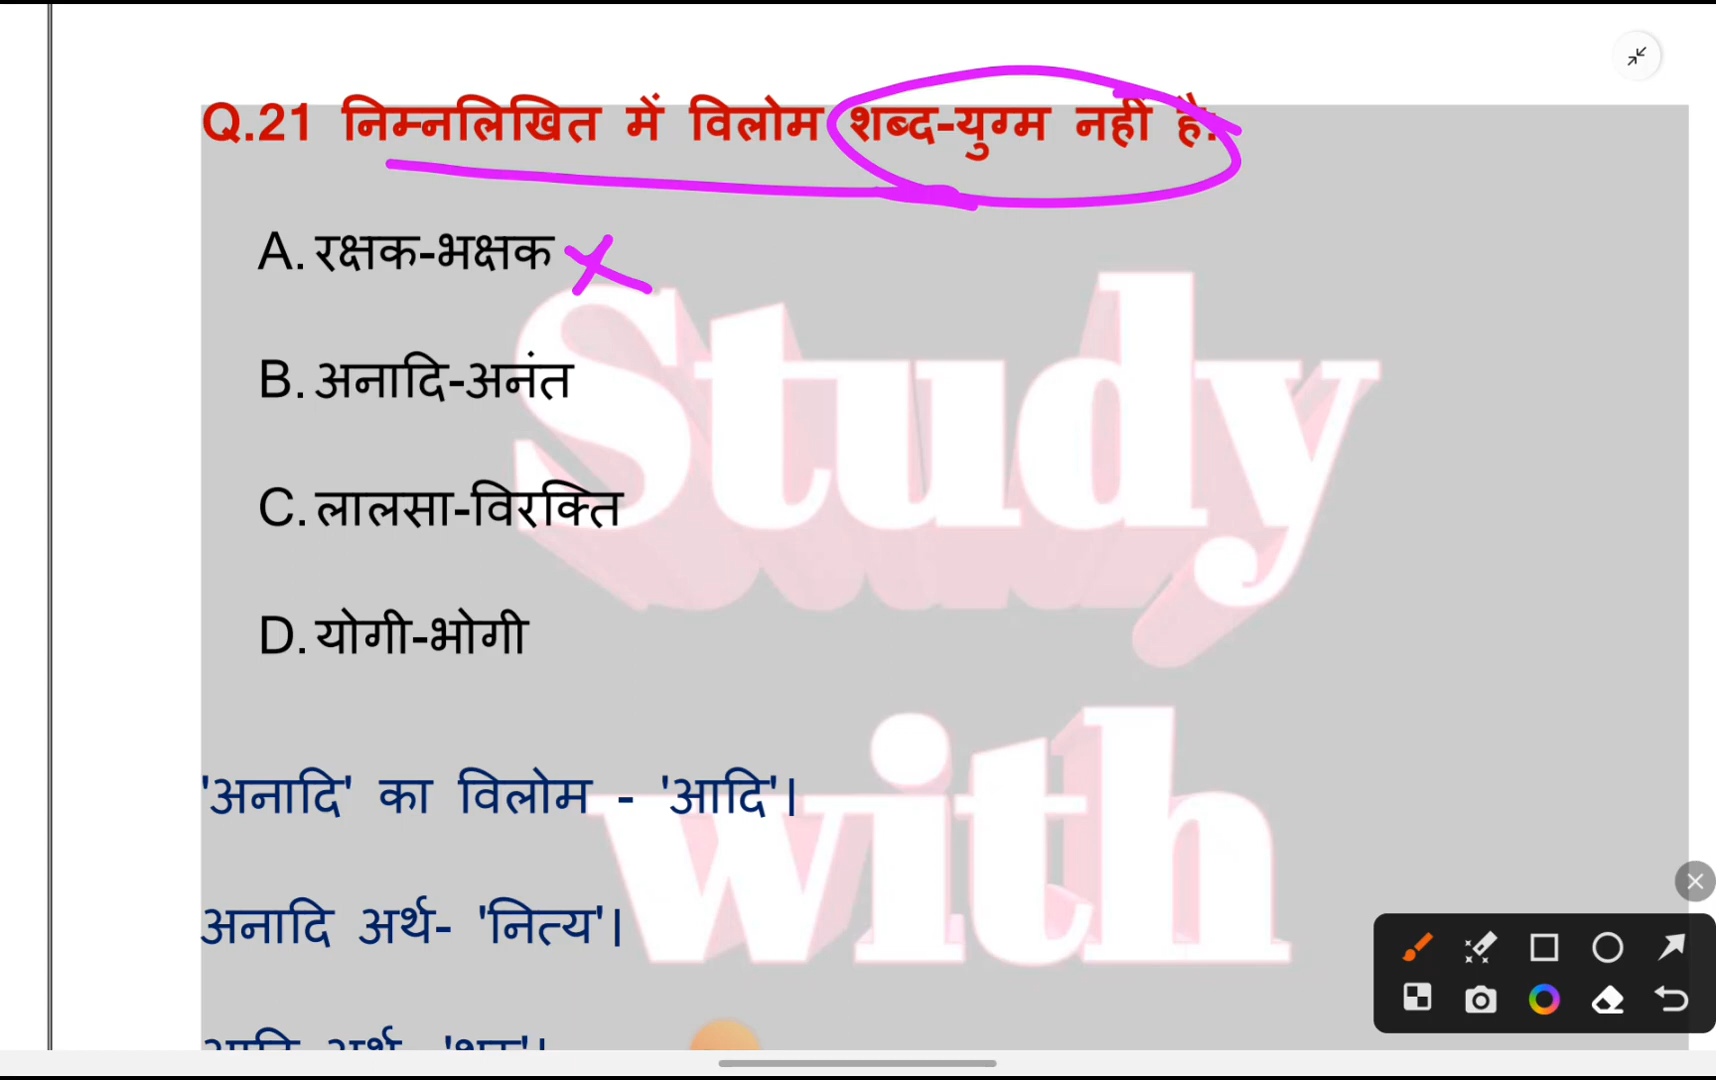 Q.21 निम्नलिखित में विलोम शब्द-युग्म नही है:
A. रक्षक-भक्षक
B. अनादि-अनंत
C. लालसा-विरक्ति
D. योगी-भोगी
'अनादि' का विलोम - 'आदि'।
अनादि अर्थ- 'नित्य'।
Study
with